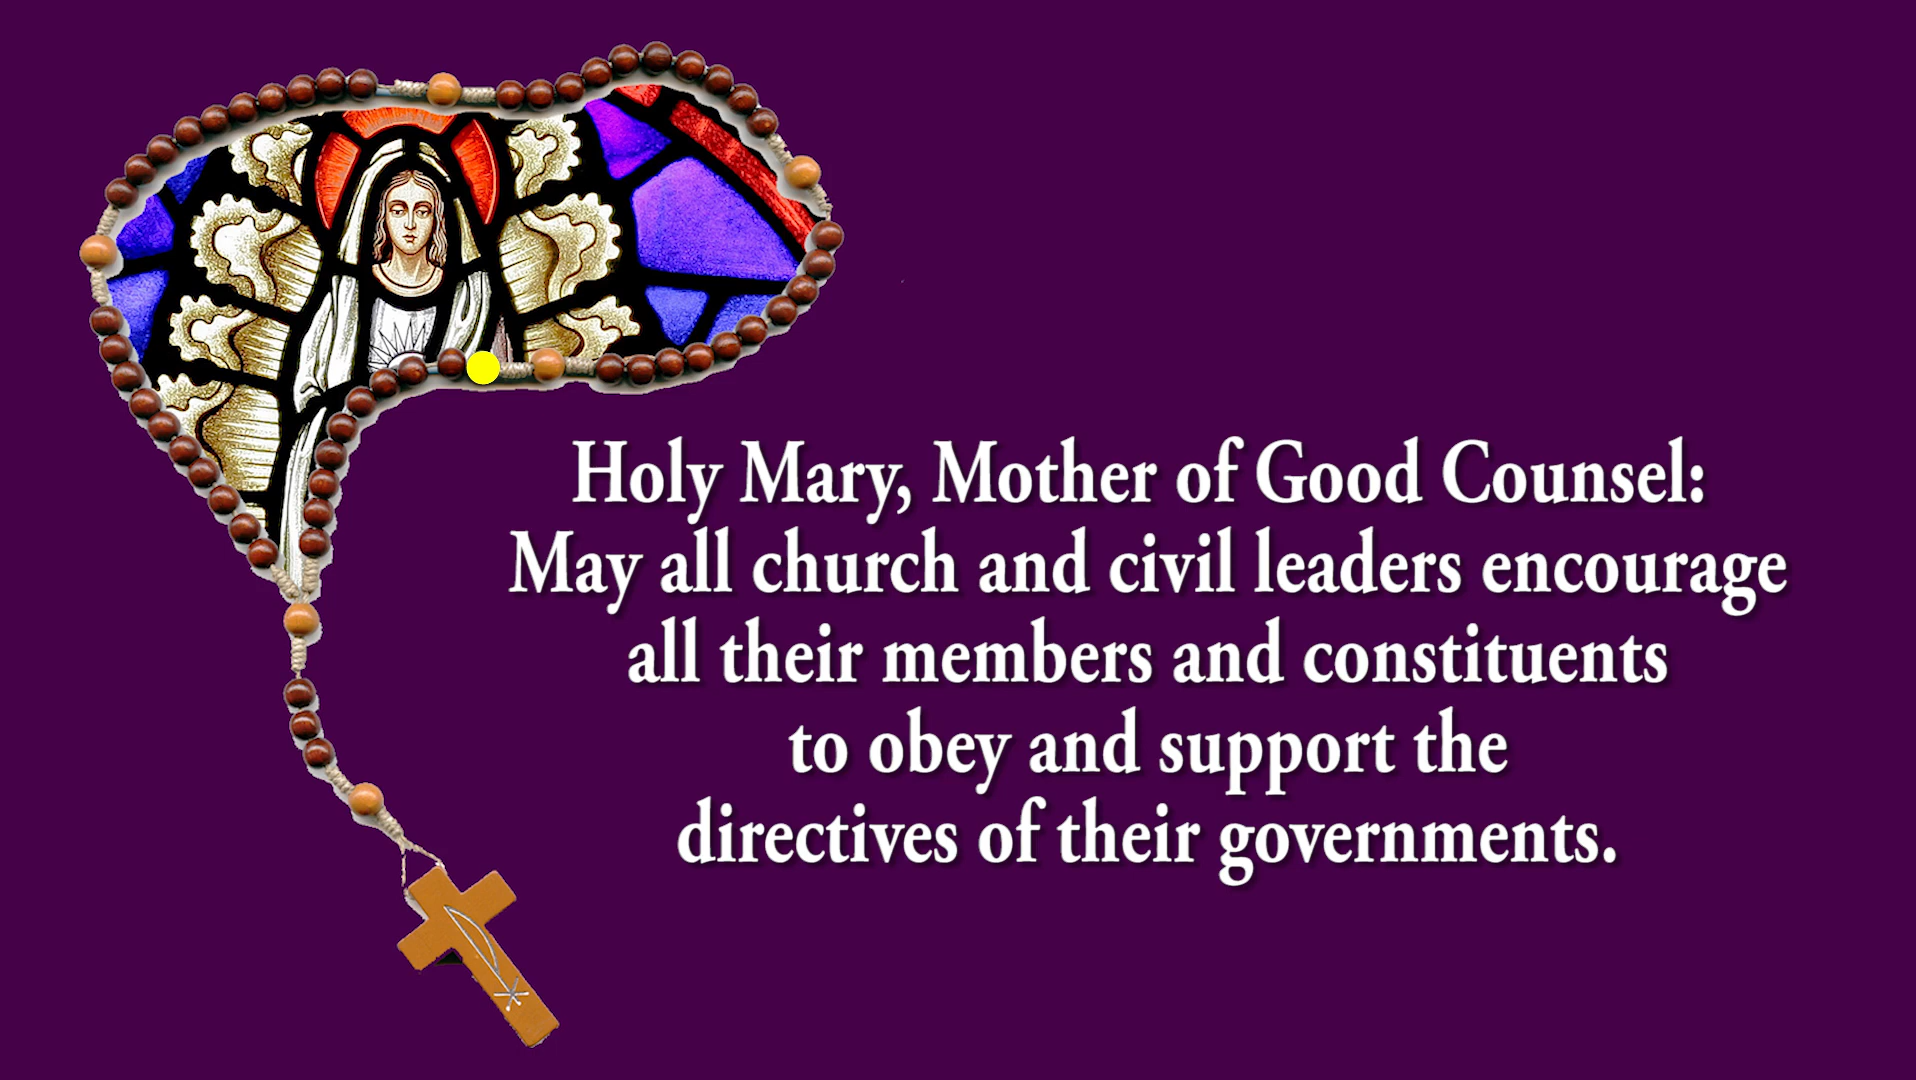 Holy Mary, Mother of Good Counsel:
May all church and civil leaders encourage
all their members and constituents
to obey and support the
directives of their governments.